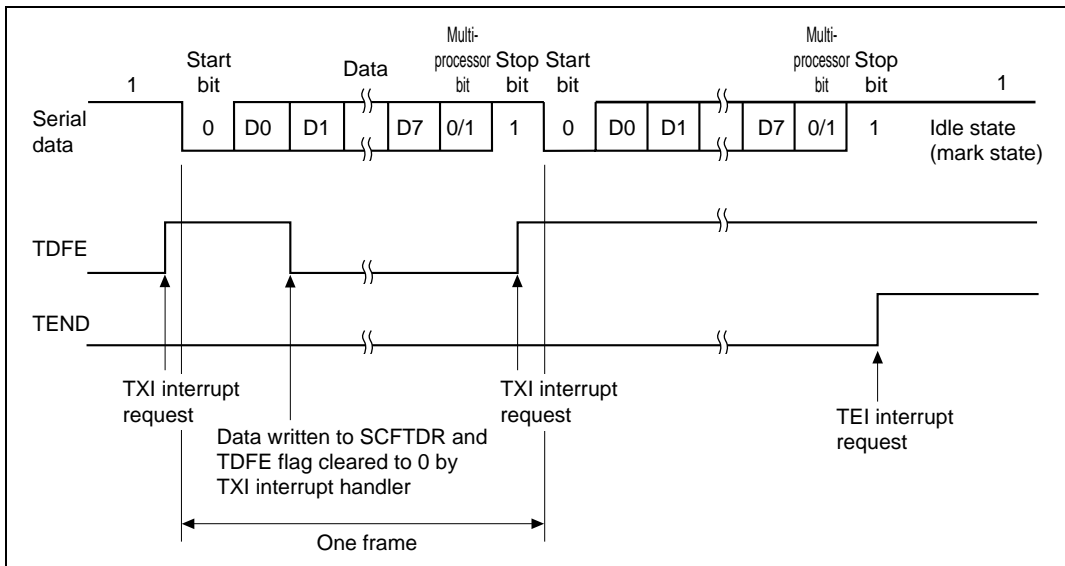 Multi-
processor
bit
Multi-
processor
bit
Start
bit
Data
Stop
bit
Start
bit
Stop
bit
1
1
Serial
data
0 D0 D1 D7 0/1 1 0 D0 D1 D7 0/1 1
Idle state
(mark state)
TDFE
TEND
TXI interrupt
request
TXI interrupt
request
TEI interrupt
request
Data written to SCFTDR and
TDFE flag cleared to 0 by
TXI interrupt handler
One frame